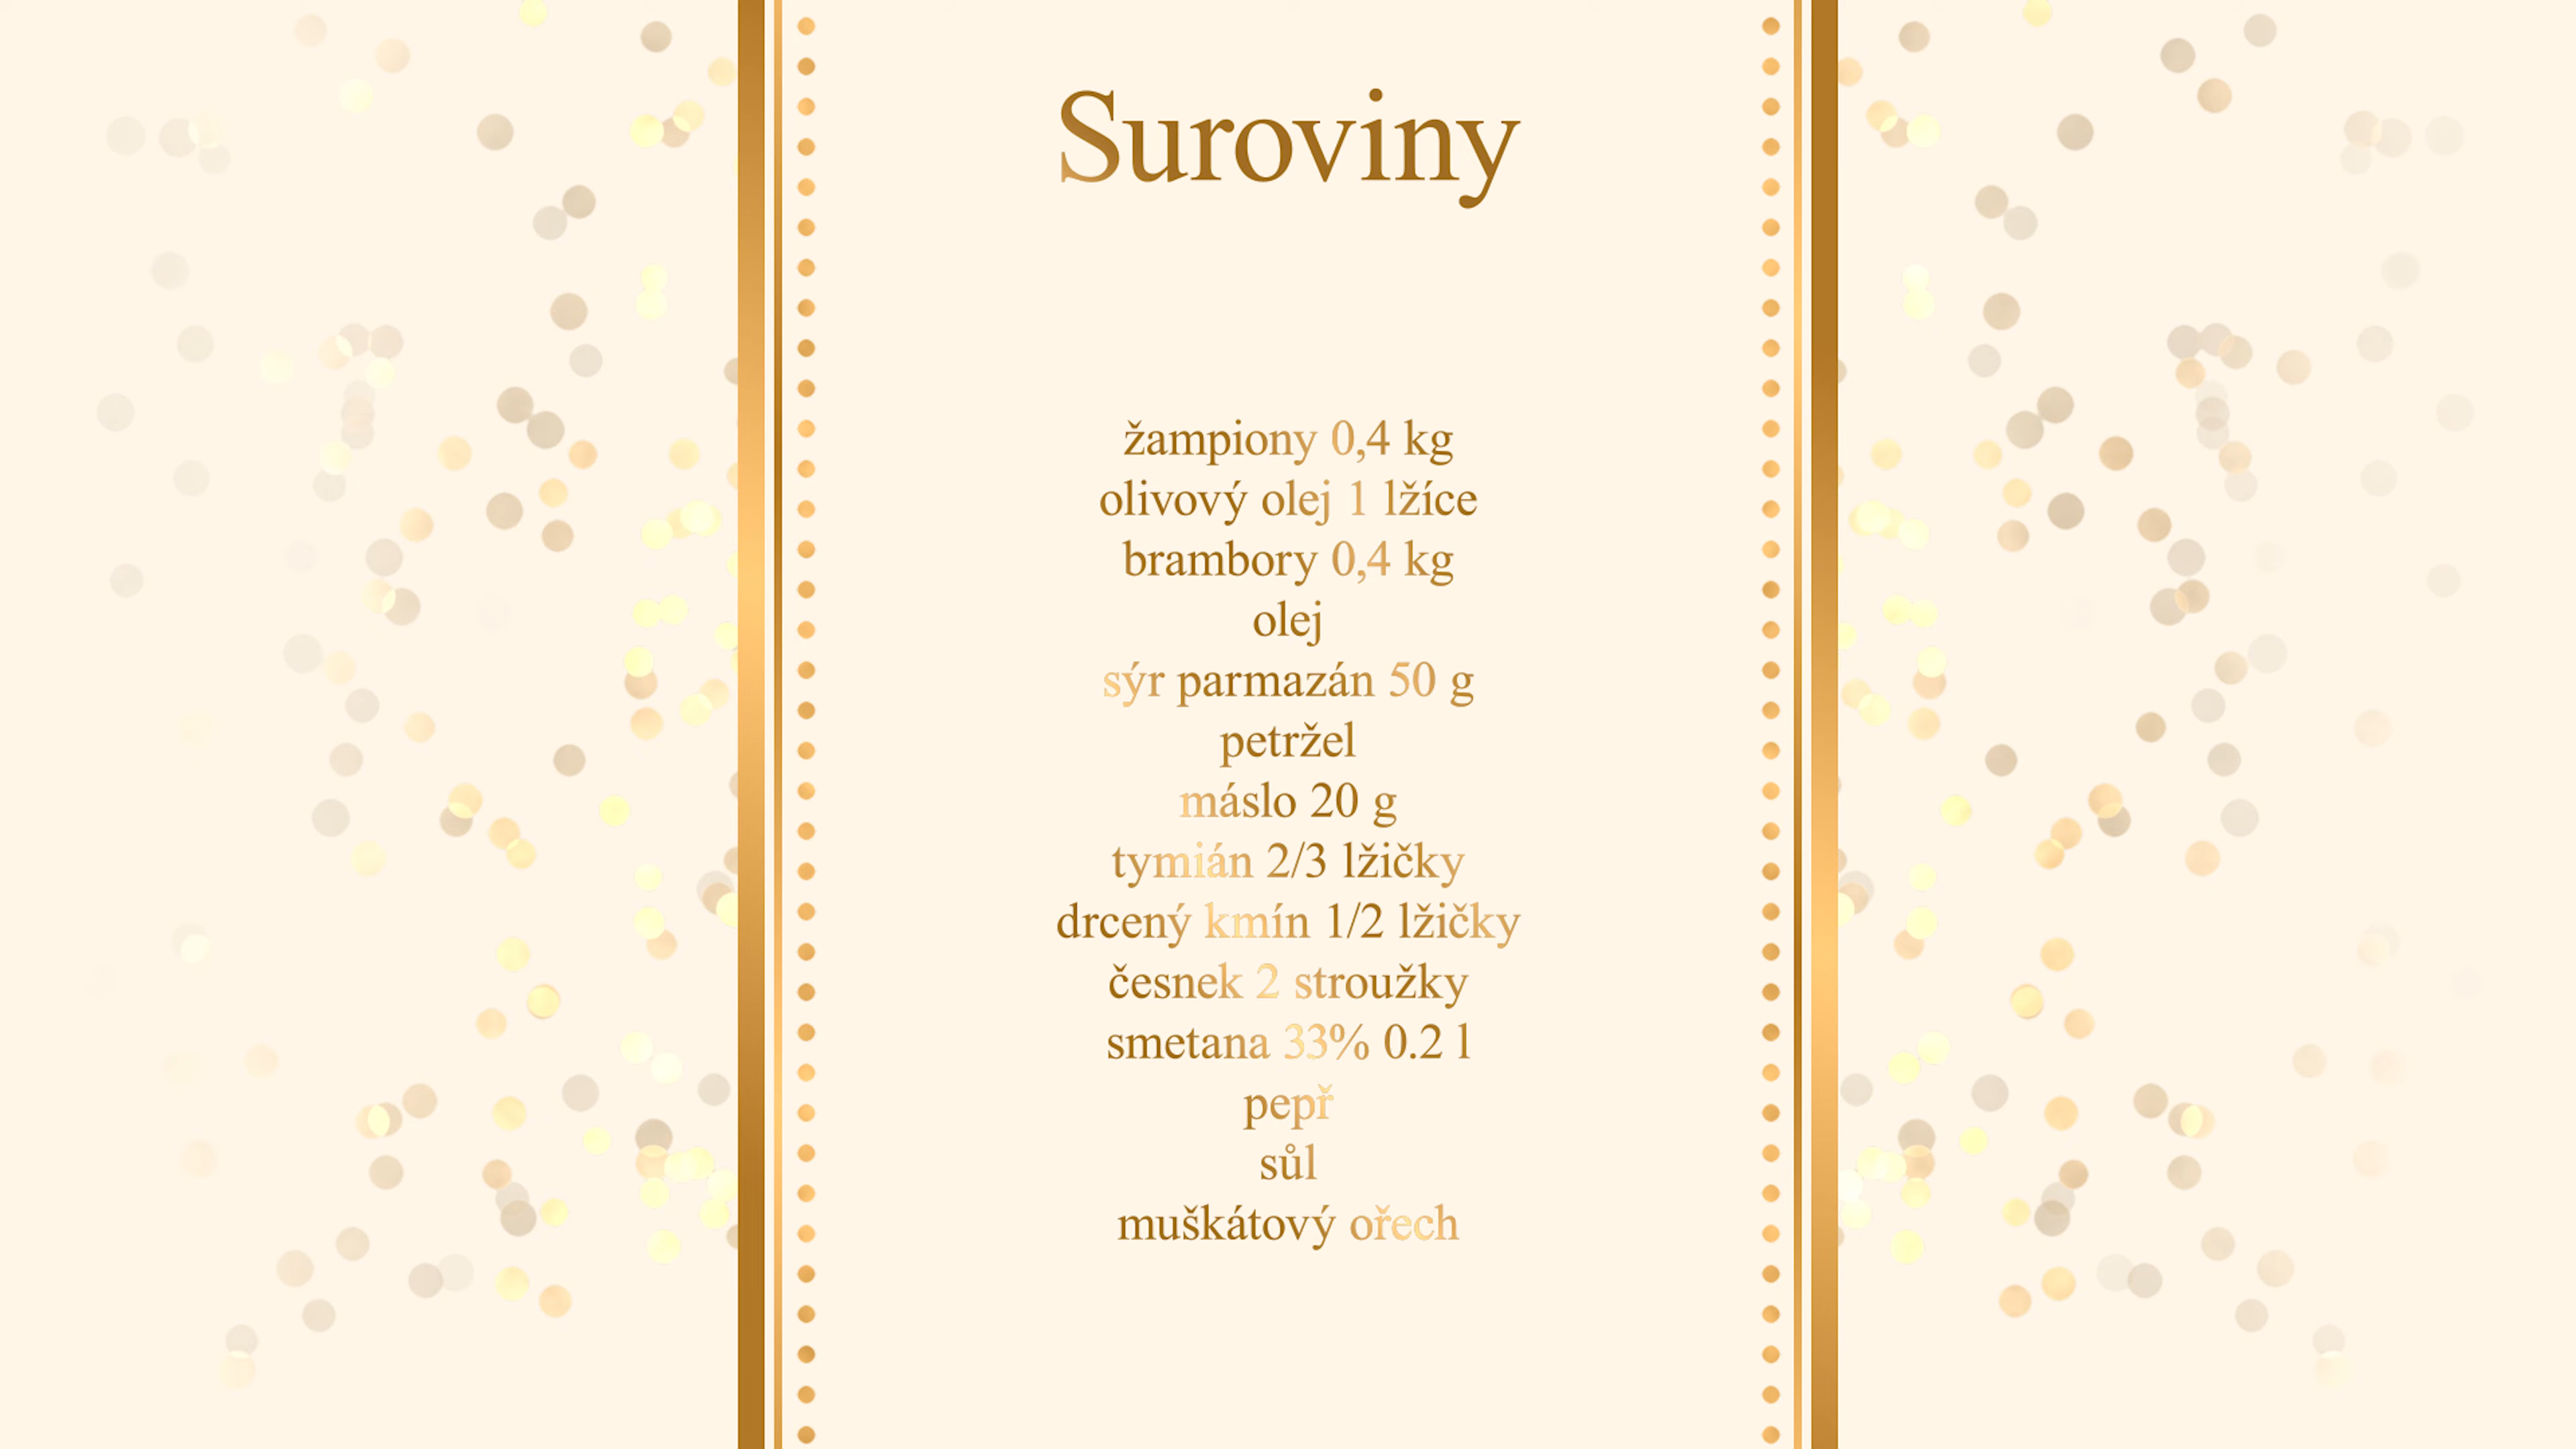 Suroviny
žampiony 0,4 kg
olivový olej 1 lžíce
brambory 0,4 kg
olej
sýr parmazán 50 g
petržel
máslo 20 g
tymián 2/3 lžičky
drcený kmín 1/2 lžičky
česnek 2 stroužky
smetana 33% 0.2 l
pepř
sůl
muškátový ořech